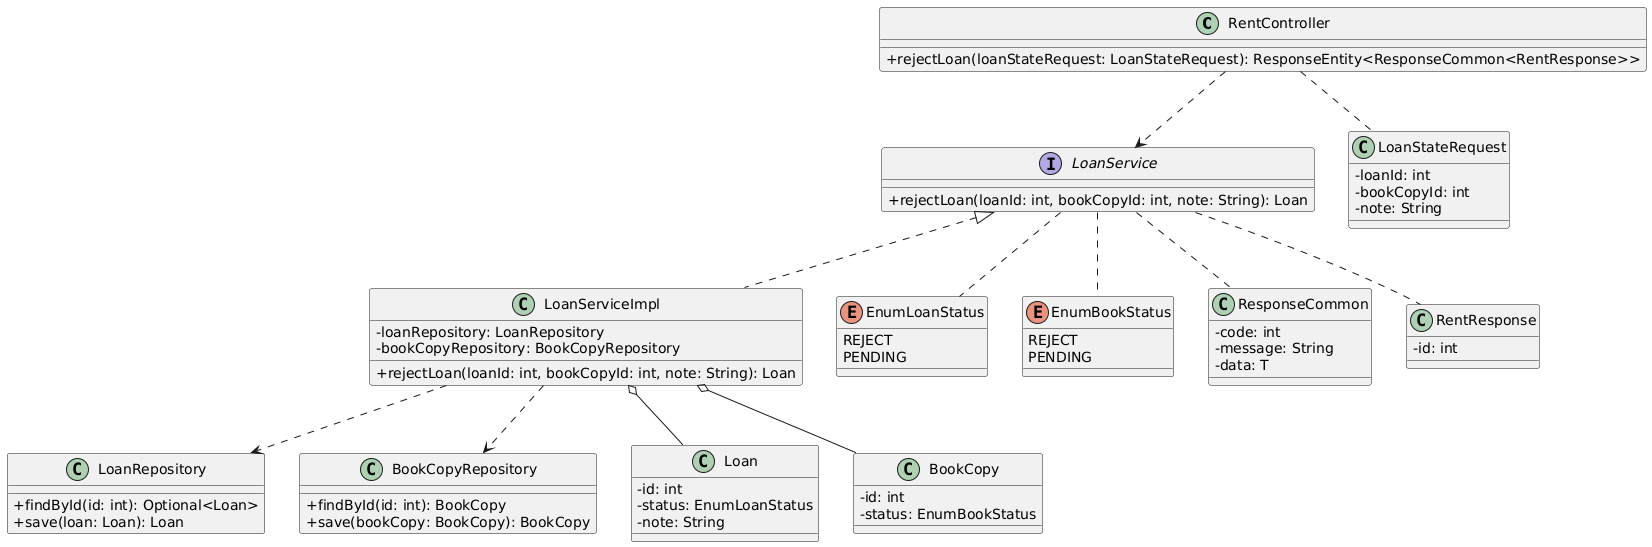 C RentController
+rejectLoan(loanStateRequest: LoanStateRequest): ResponseEntity<ResponseCommon<RentResponse>>
I LoanService
+rejectLoan(loanId: int, bookCopyId: int, note: String): Loan
C LoanStateRequest
-loanId: int
-bookCopyId: int
-note: String
C LoanServiceImpl
-loanRepository: LoanRepository
-bookCopyRepository: BookCopyRepository
+rejectLoan(loanId: int, bookCopyId: int, note: String): Loan
E EnumLoanStatus
REJECT
PENDING
E EnumBookStatus
REJECT
PENDING
C ResponseCommon
-code: int
-message: String
-data: T
C RentResponse
-id: int
C LoanRepository
+findById(id: int): Optional<Loan>
+save(loan: Loan): Loan
C BookCopyRepository
+findById(id: int): BookCopy
+save(bookCopy: BookCopy): BookCopy
C Loan
-id: int
-status: EnumLoanStatus
-note: String
C BookCopy
-id: int
-status: EnumBookStatus